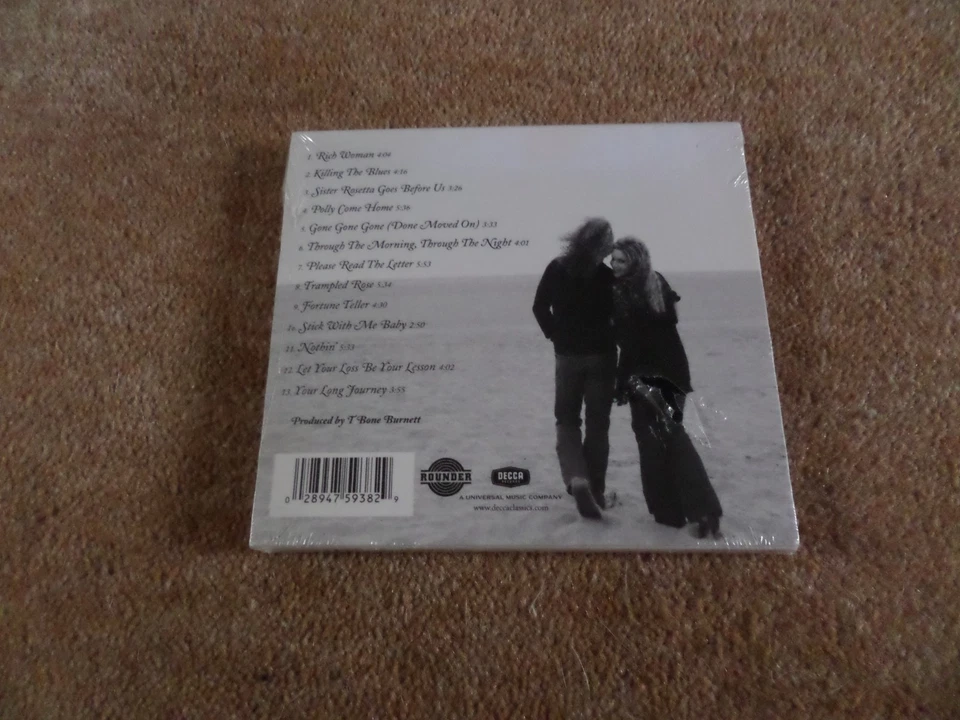 1. Rich Woman 4:04
2. Killing The Blues 4:16
3. Sister Rosetta Goes Before Us 3:26
4. Polly Come Home 5:36
5. Gone Gone Gone (Done Moved On) 3:33
6. Through The Morning, Through The Night 4:01
7. Please Read The Letter 5:53
8. Trampled Rose 5:34
9. Fortune Teller 4:30
10. Stick With Me Baby 2:50
11. Nothin' 5:33
12. Let Your Loss Be Your Lesson 4:02
13. Your Long Journey 3:55
Produced by T Bone Burnett
0 28947 59382 9
ROUNDER
DECCA
A UNIVERSAL MUSIC COMPANY
www.deccaclassics.com